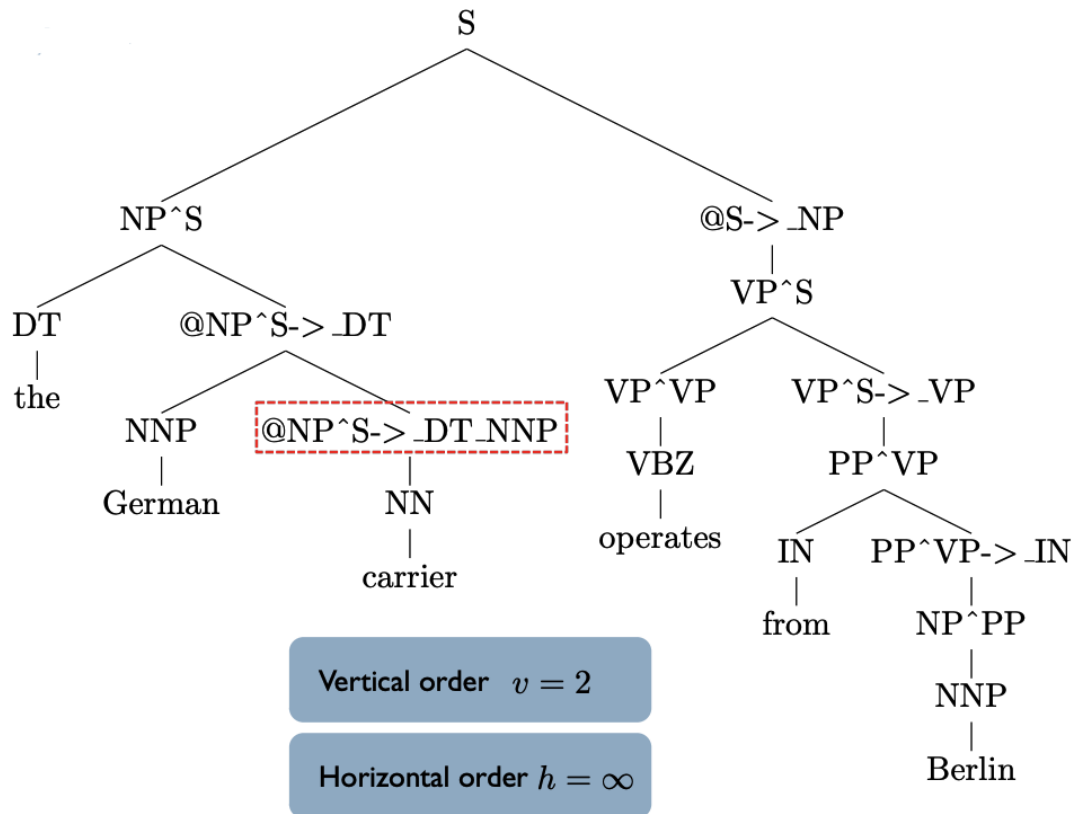 S
NP^S @S-> _NP
VP^S
DT @NP^S-> _DT
the
VP^VP VP^S-> _VP
NNP @NP^S-> _DT_NNP
VBZ PP^VP
German NN
operates
IN PP^VP-> _IN
carrier
from NP^PP
Vertical order v = 2
NNP
Horizontal order h = ∞
Berlin